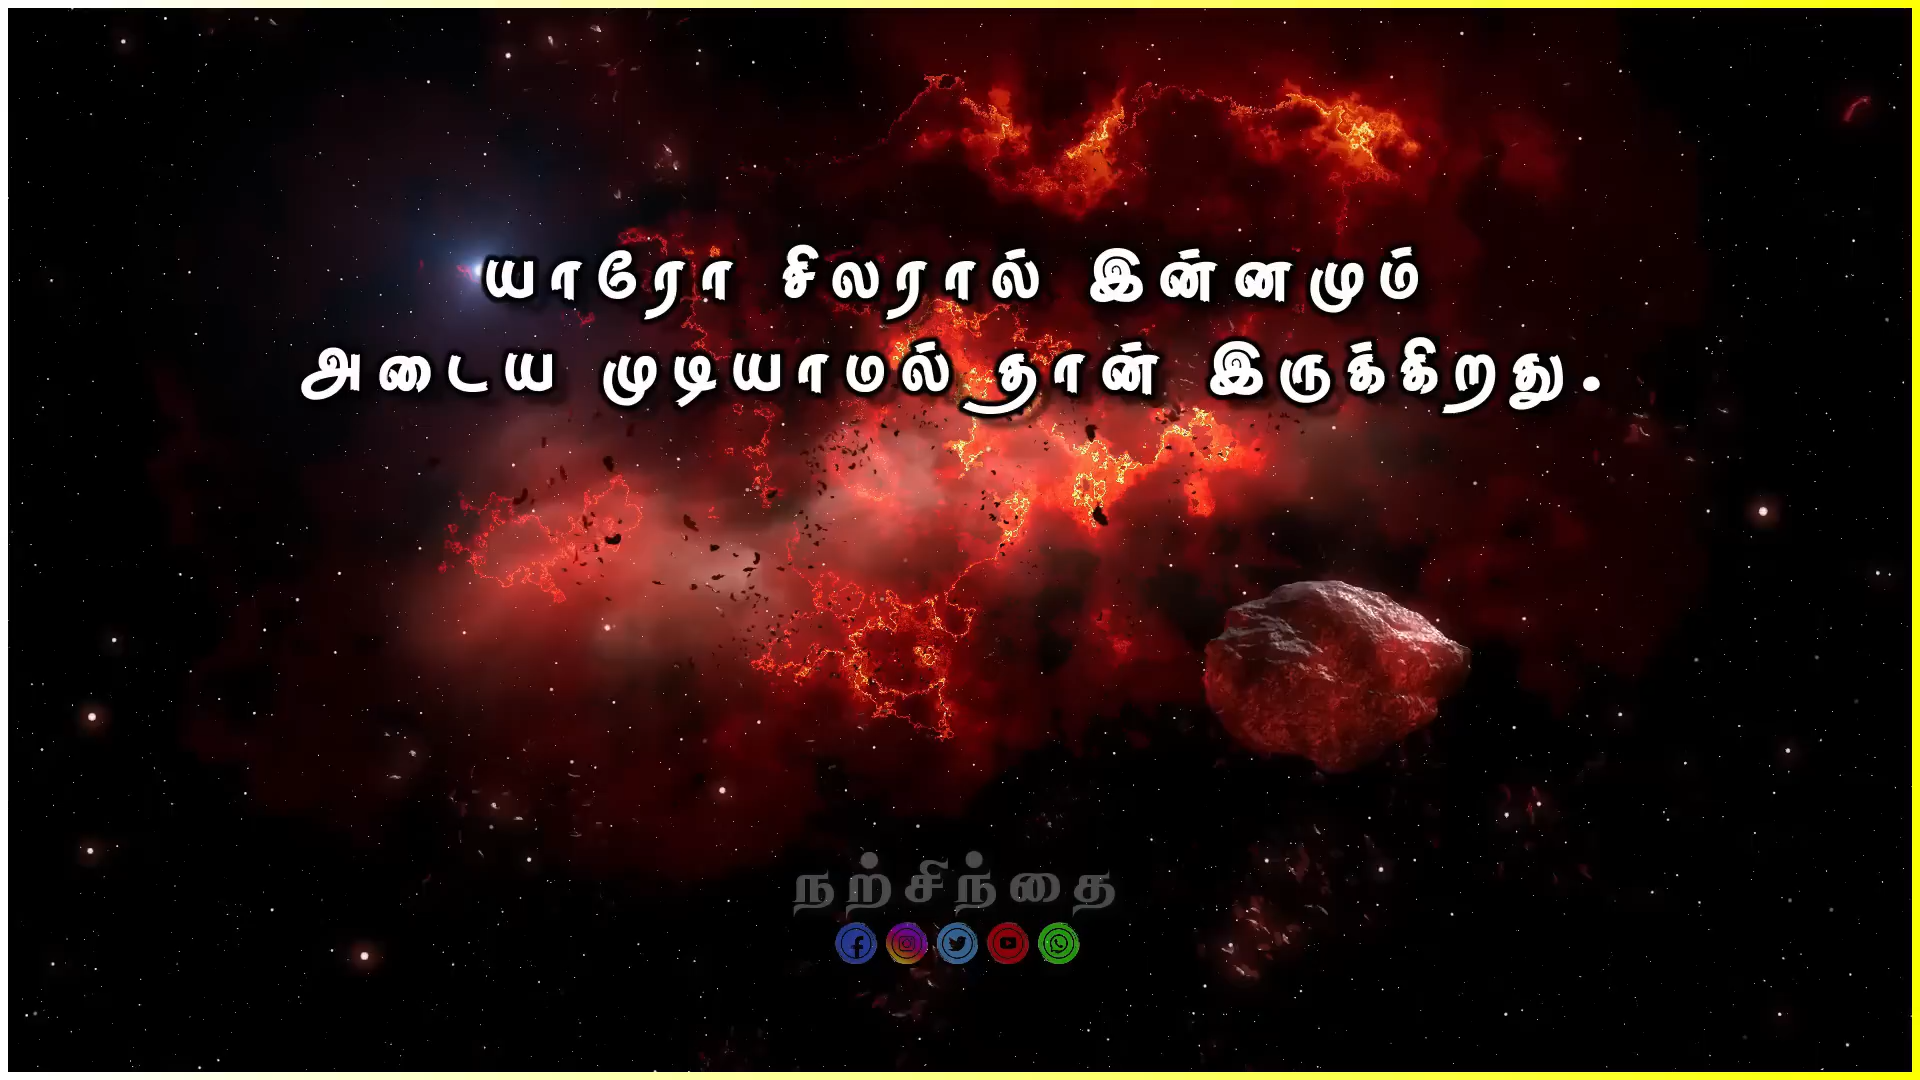 யாரோ சிலரால் இன்னமும்
அடைய முடியாமல் தான் இருக்கிறது.
நற்சிந்தை